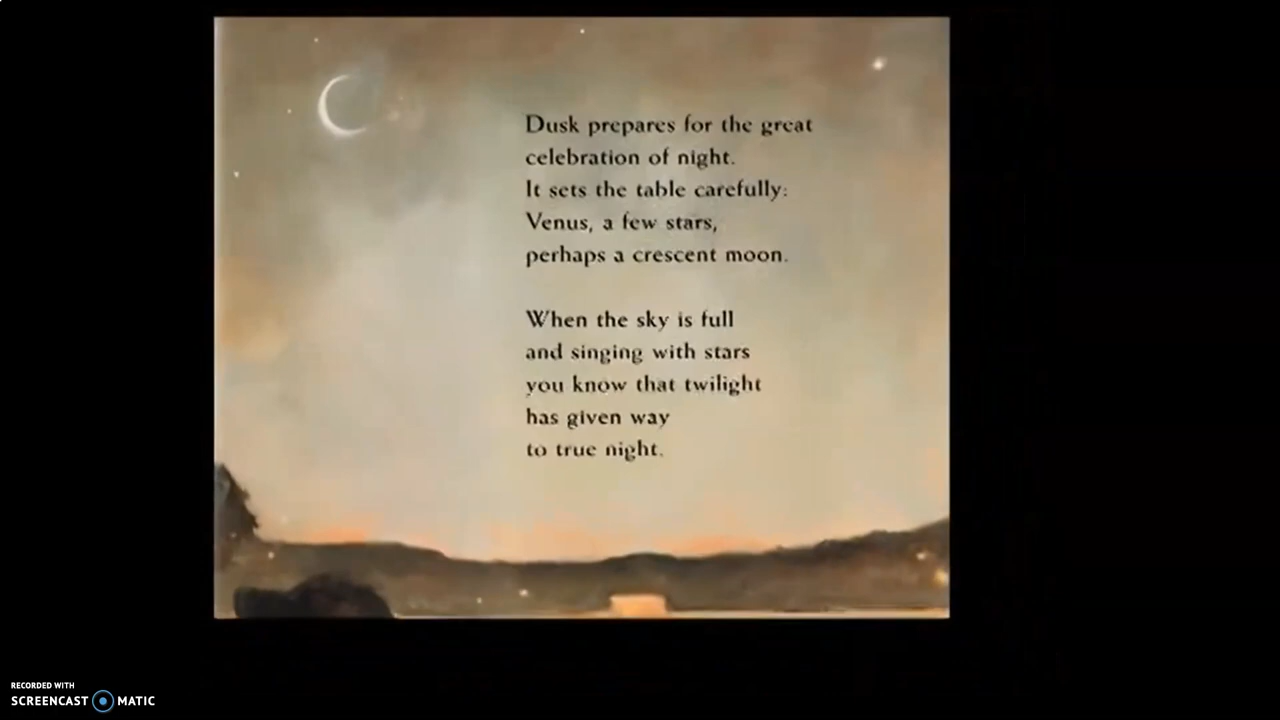 Dusk prepares for the great
celebration of night.
It sets the table carefully:
Venus, a few stars,
perhaps a crescent moon.
When the sky is full
and singing with stars
you know that twilight
has given way
to true night.
RECORDED WITH
SCREENCAST MATIC